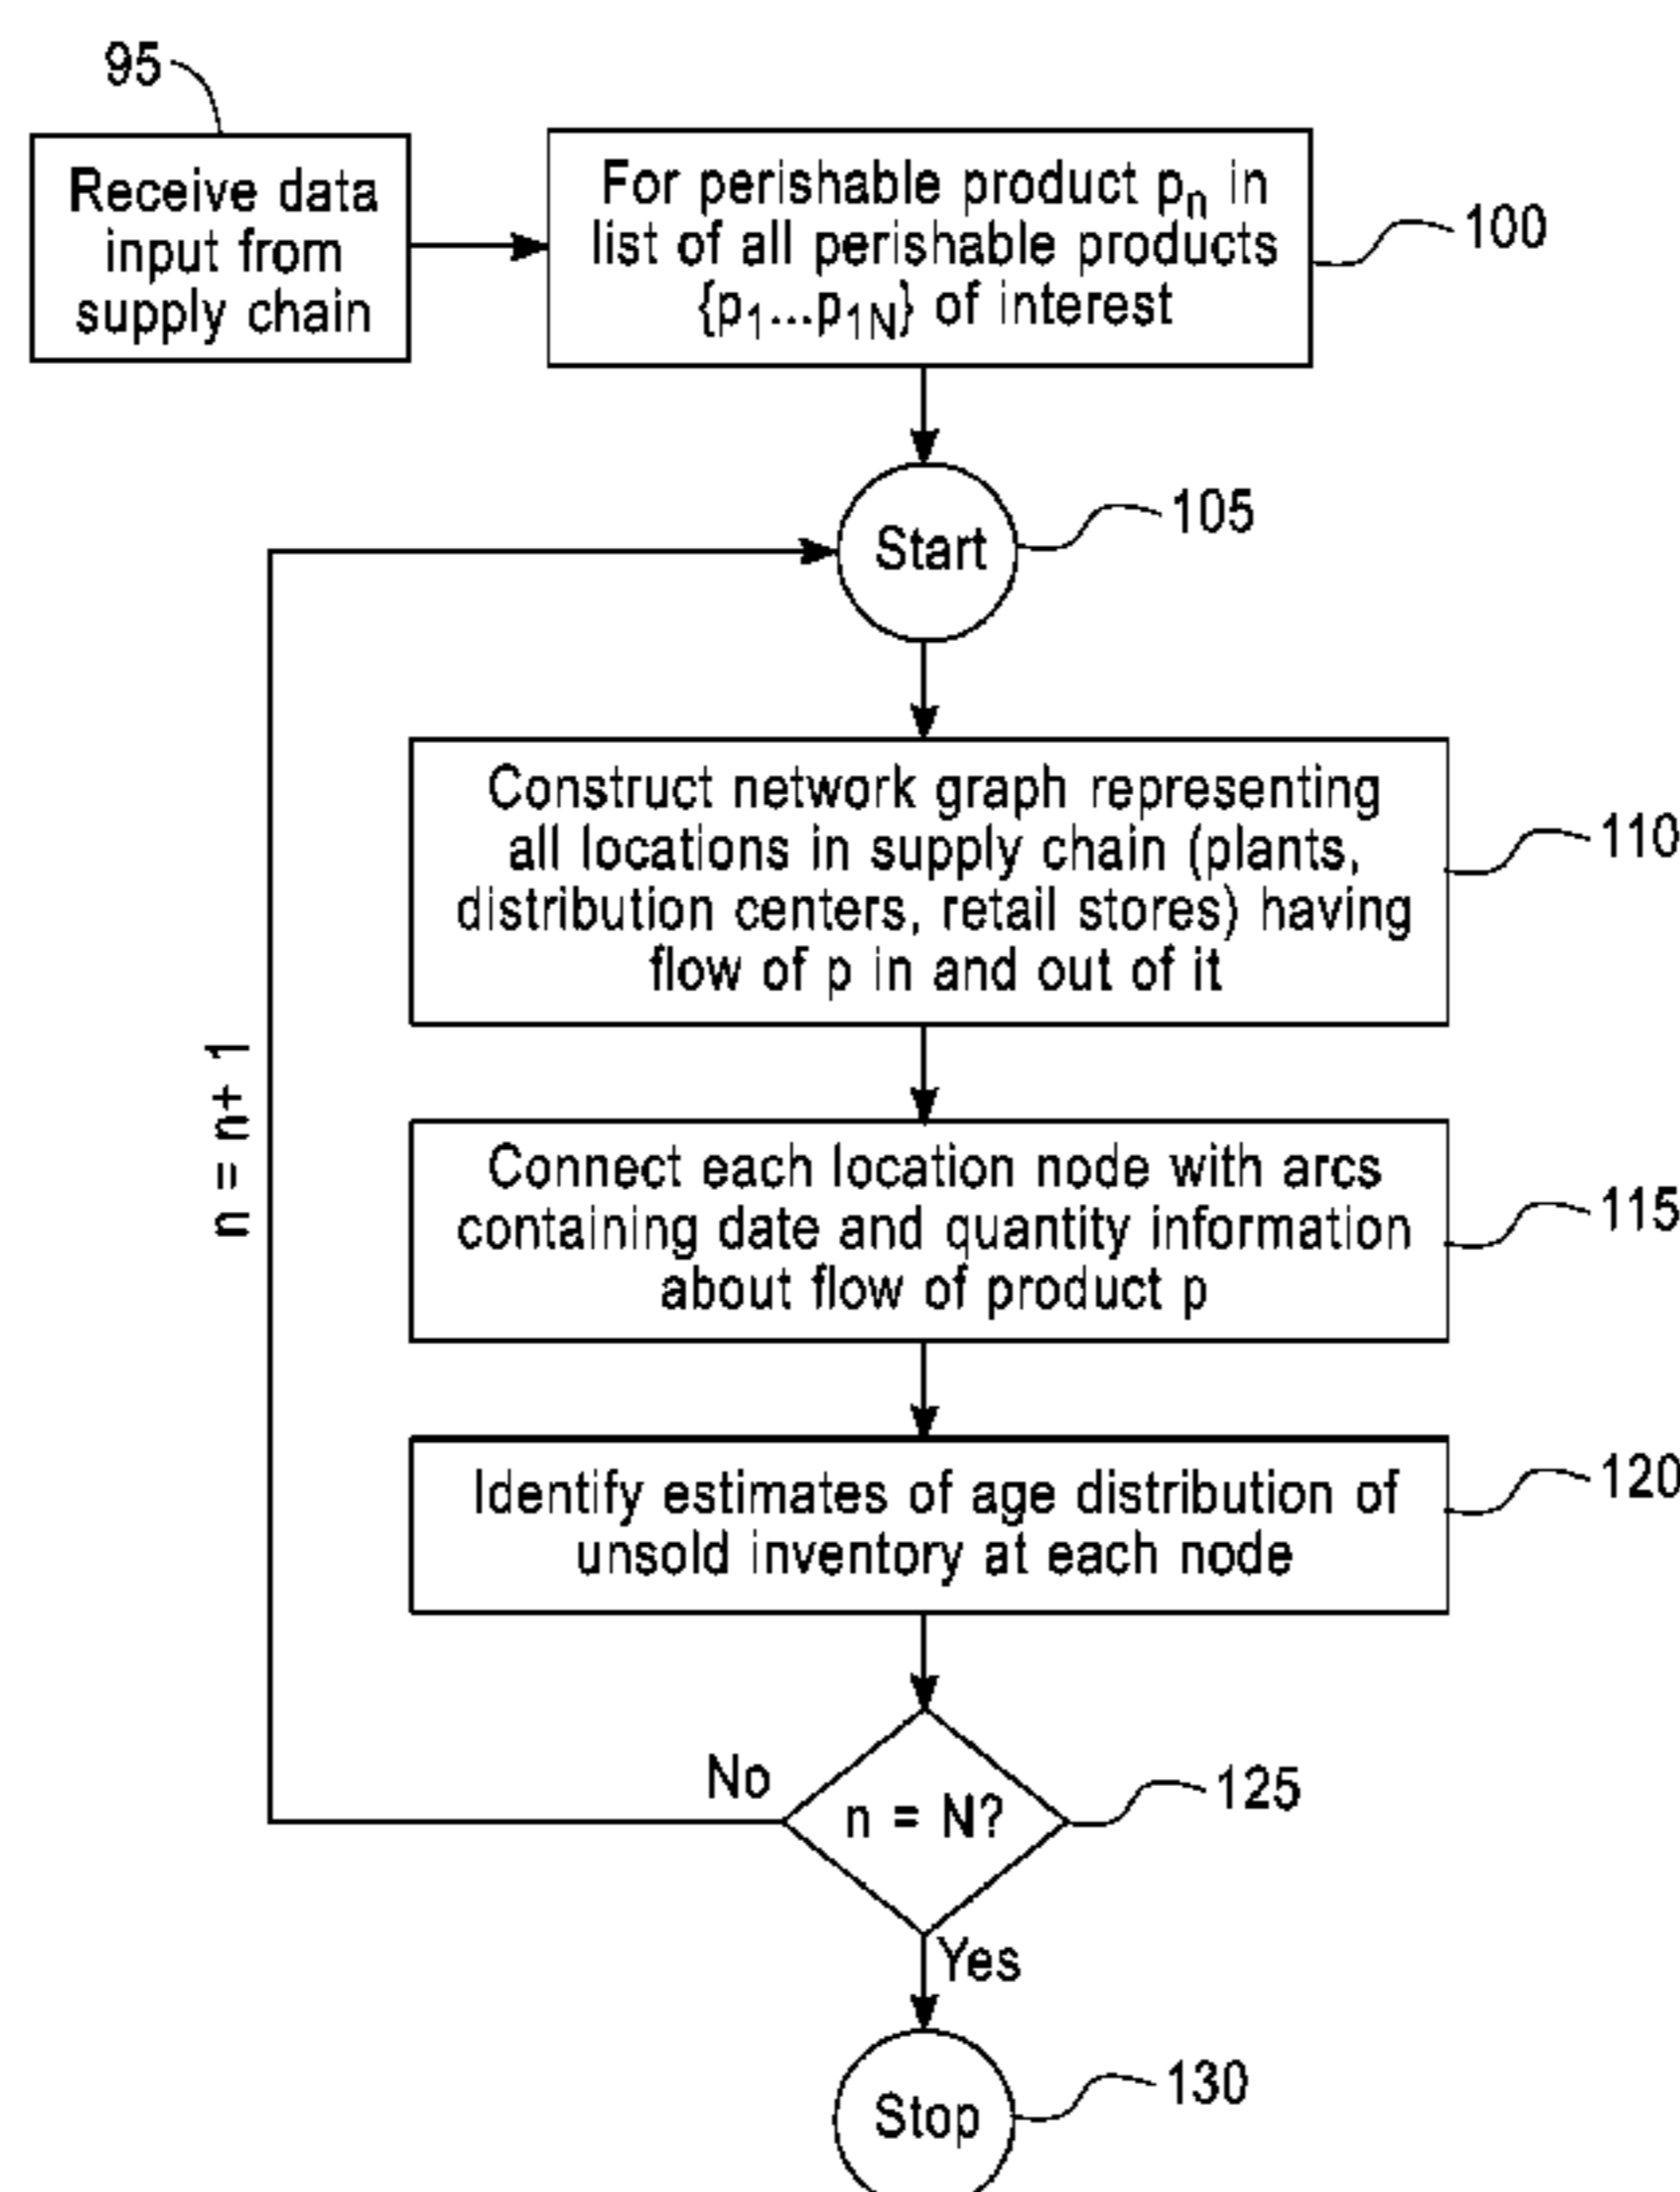 95
Receive data
input from
supply chain
For perishable product pn in
list of all perishable products
{p1...p1N} of interest
100
Start
105
Construct network graph representing
all locations in supply chain (plants,
distribution centers, retail stores) having
flow of p in and out of it
110
n = n+ 1
Connect each location node with arcs
containing date and quantity information
about flow of product p
115
Identify estimates of age distribution of
unsold inventory at each node
120
No
n = N?
125
Yes
Stop
130